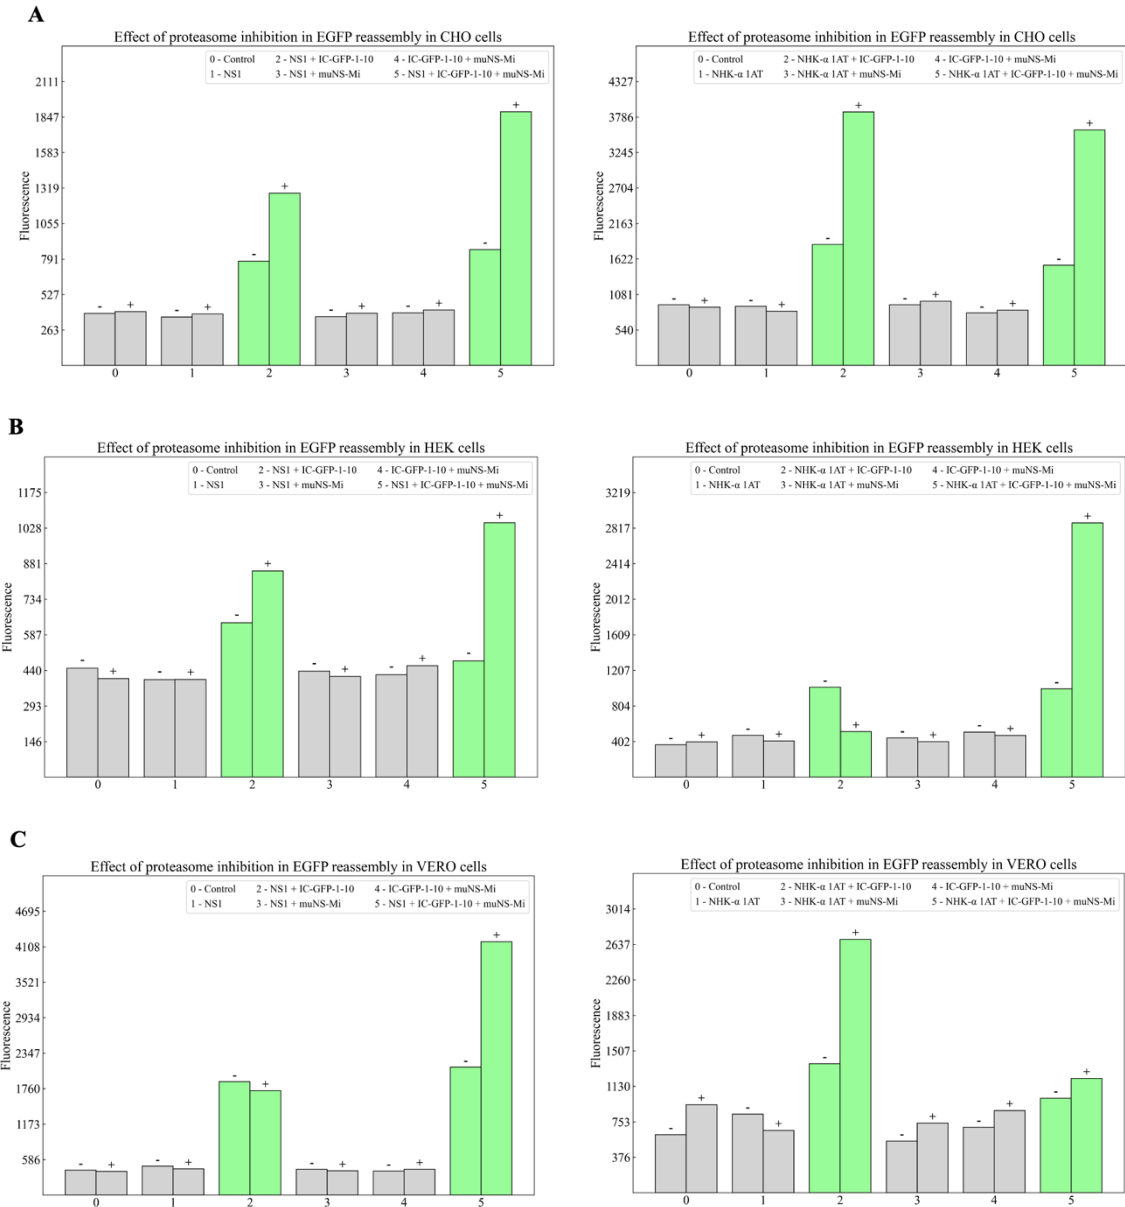 A
Effect of proteasome inhibition in EGFP reassembly in CHO cells
0 - Control 2 - NS1 + IC-GFP-1-10 4 - IC-GFP-1-10 + muNS-Mi
1 - NS1 3 - NS1 + muNS-Mi 5 - NS1 + IC-GFP-1-10 + muNS-Mi
Fluorescence
2111
1847
1583
1319
1055
791
527
263
- + - + - + - + - + - +
0 1 2 3 4 5
Effect of proteasome inhibition in EGFP reassembly in CHO cells
0 - Control 2 - NHK-α 1AT + IC-GFP-1-10 4 - IC-GFP-1-10 + muNS-Mi
1 - NHK-α 1AT 3 - NHK-α 1AT + muNS-Mi 5 - NHK-α 1AT + IC-GFP-1-10 + muNS-Mi
Fluorescence
4327
3786
3245
2704
2163
1622
1081
540
- + - + - + - + - + - +
0 1 2 3 4 5
B
Effect of proteasome inhibition in EGFP reassembly in HEK cells
0 - Control 2 - NS1 + IC-GFP-1-10 4 - IC-GFP-1-10 + muNS-Mi
1 - NS1 3 - NS1 + muNS-Mi 5 - NS1 + IC-GFP-1-10 + muNS-Mi
Fluorescence
1175
1028
881
734
587
440
293
146
- + - + - + - + - + - +
0 1 2 3 4 5
Effect of proteasome inhibition in EGFP reassembly in HEK cells
0 - Control 2 - NHK-α 1AT + IC-GFP-1-10 4 - IC-GFP-1-10 + muNS-Mi
1 - NHK-α 1AT 3 - NHK-α 1AT + muNS-Mi 5 - NHK-α 1AT + IC-GFP-1-10 + muNS-Mi
Fluorescence
3219
2817
2414
2012
1609
1207
804
402
- + - + - + - + - + - +
0 1 2 3 4 5
C
Effect of proteasome inhibition in EGFP reassembly in VERO cells
0 - Control 2 - NS1 + IC-GFP-1-10 4 - IC-GFP-1-10 + muNS-Mi
1 - NS1 3 - NS1 + muNS-Mi 5 - NS1 + IC-GFP-1-10 + muNS-Mi
Fluorescence
4695
4108
3521
2934
2347
1760
1173
586
- + - + - + - + - + - +
0 1 2 3 4 5
Effect of proteasome inhibition in EGFP reassembly in VERO cells
0 - Control 2 - NHK-α 1AT + IC-GFP-1-10 4 - IC-GFP-1-10 + muNS-Mi
1 - NHK-α 1AT 3 - NHK-α 1AT + muNS-Mi 5 - NHK-α 1AT + IC-GFP-1-10 + muNS-Mi
Fluorescence
3014
2637
2260
1883
1507
1130
753
376
- + - + - + - + - + - +
0 1 2 3 4 5